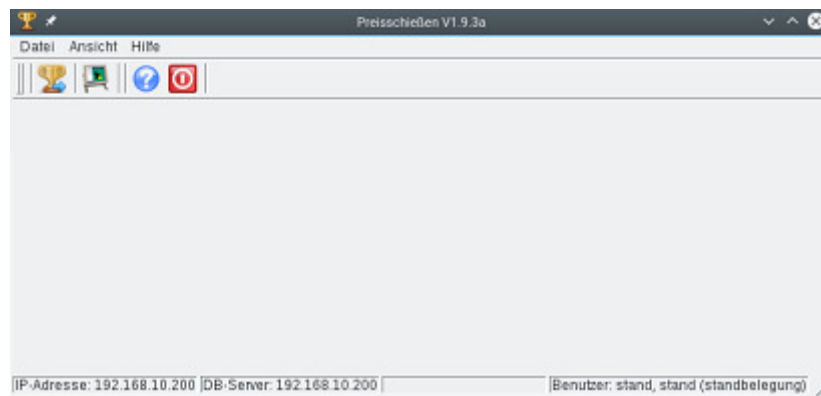 Preisschießen V1.9.3a
Datei Ansicht Hilfe
IP-Adresse: 192.168.10.200 DB-Server: 192.168.10.200 Benutzer: stand, stand (standbelegung)